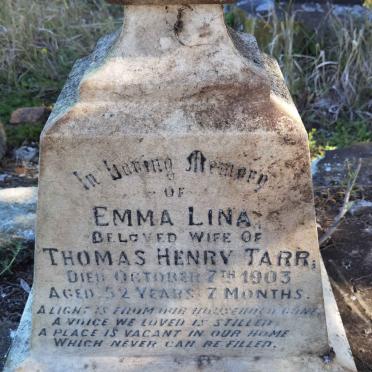 In Loving Memory
OF
EMMA LINA,
BELOVED WIFE OF
THOMAS HENRY TARR,
DIED OCTOBER 7TH 1903
AGED 52 YEARS 7 MONTHS.
A LIGHT IS FROM OUR HOUSEHOLD GONE,
A VOICE WE LOVED IS STILLED,
A PLACE IS VACANT IN OUR HOME
WHICH NEVER CAN BE FILLED.